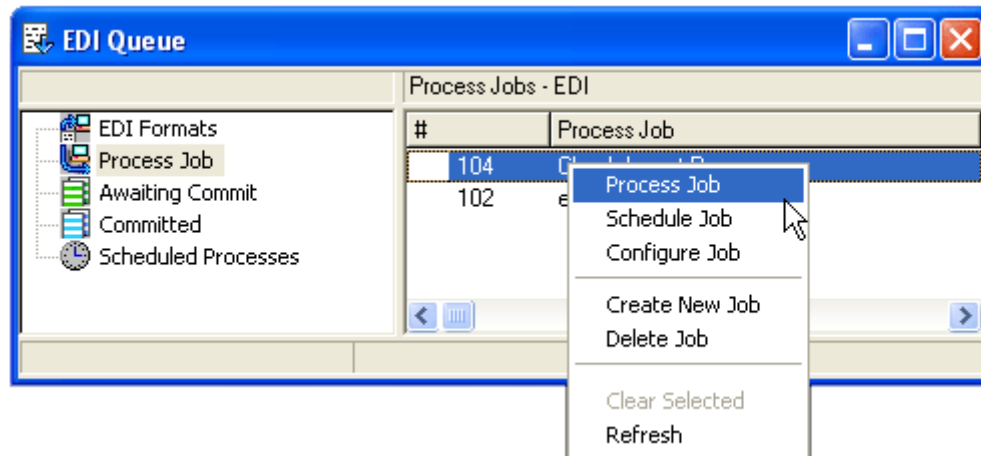 EDI Queue
Process Jobs - EDI
EDI Formats
Process Job
Awaiting Commit
Committed
Scheduled Processes
# Process Job
104
102
Process Job
Schedule Job
Configure Job
Create New Job
Delete Job
Clear Selected
Refresh